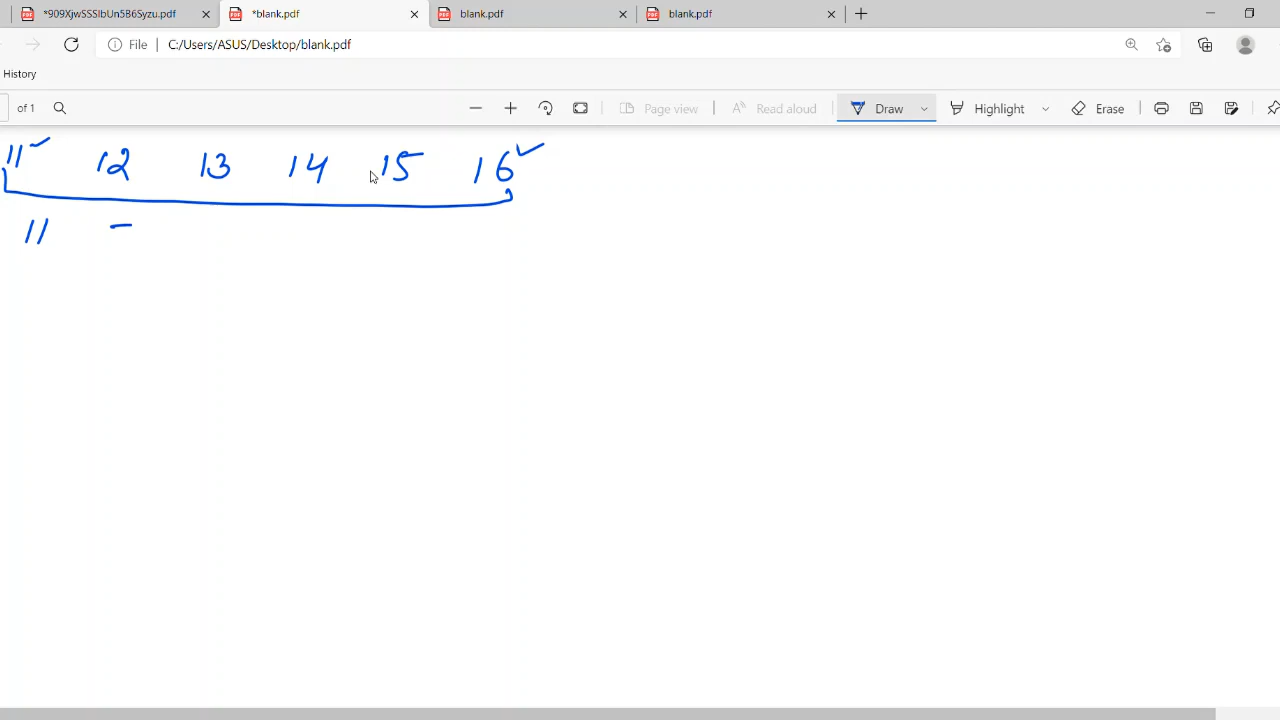 *909XjwSSSIbUn5B6Syzu.pdf *blank.pdf blank.pdf blank.pdf
File C:/Users/ASUS/Desktop/blank.pdf
History
of 1 Page view Read aloud Draw Highlight Erase
11 12 13 14 15 16
11 -